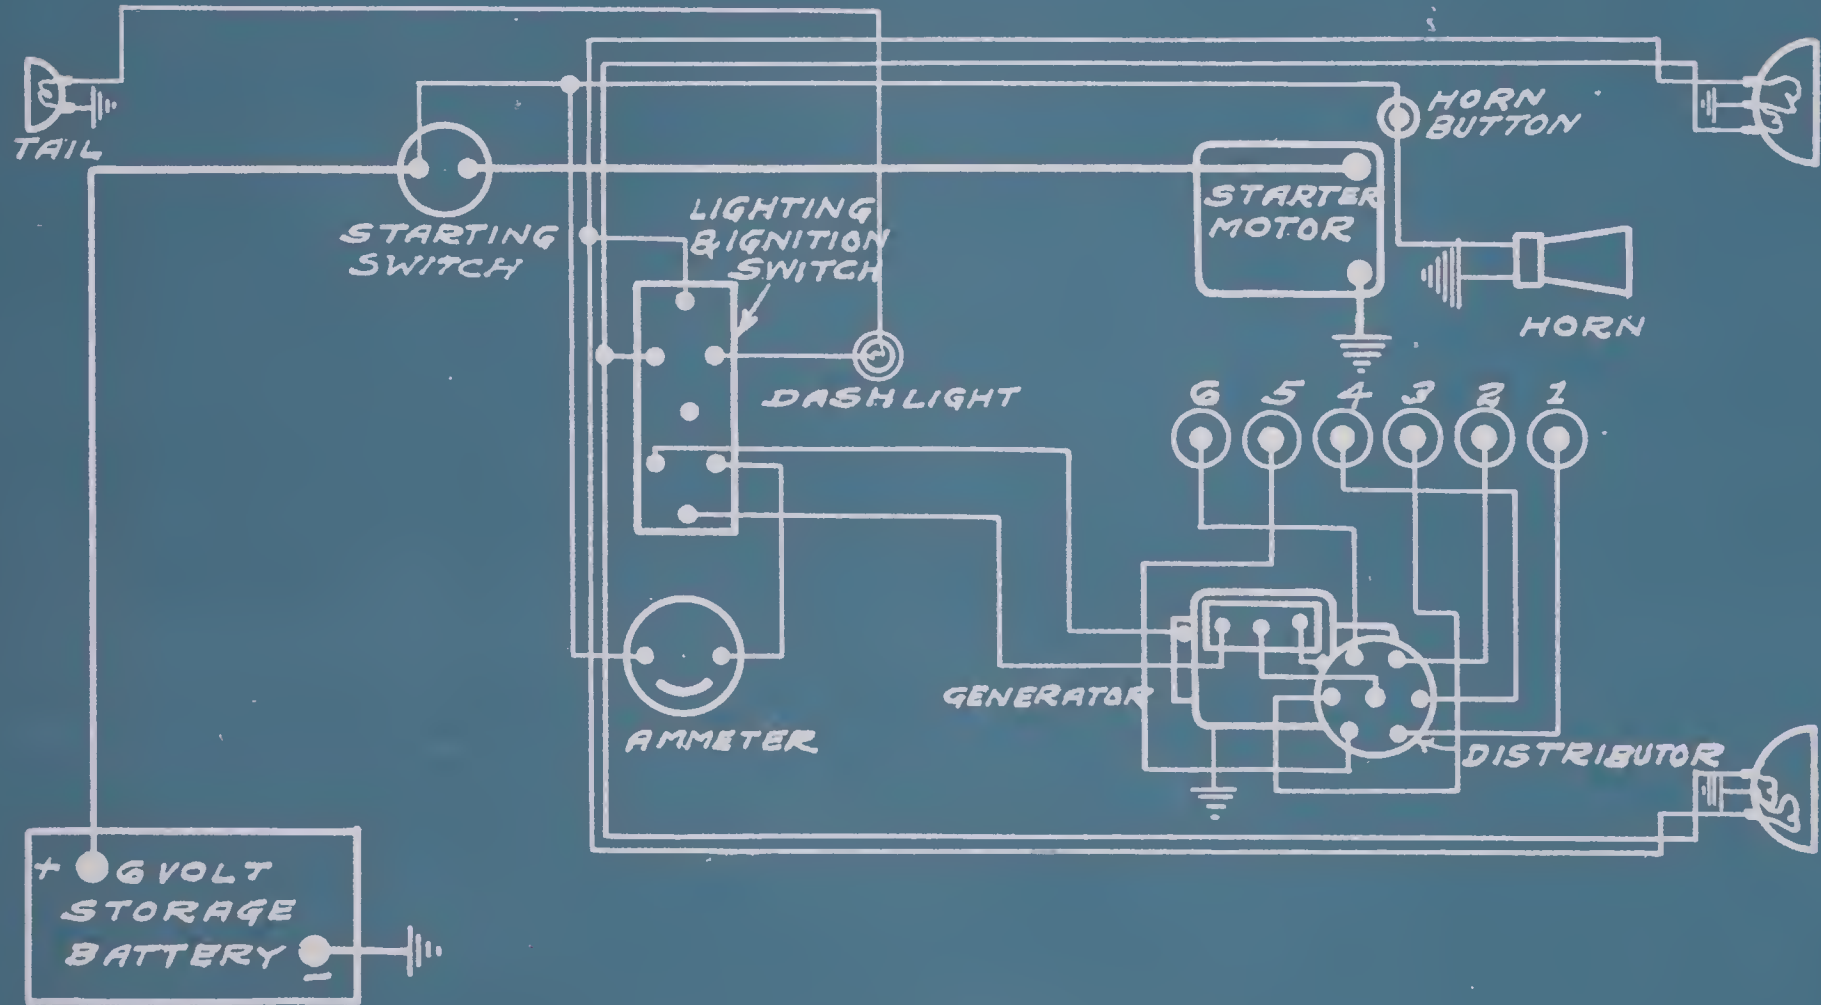 TAIL
HORN
BUTTON
STARTING
SWITCH
LIGHTING
& IGNITION
SWITCH
STARTER
MOTOR
HORN
DASHLIGHT
6 5 4 3 2 1
GENERATOR
AMMETER
DISTRIBUTOR
+ 6 VOLT
STORAGE
BATTERY
-